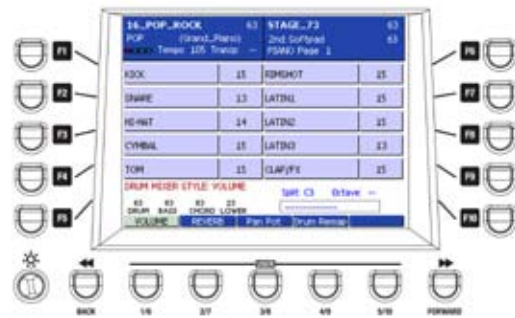 16_POP_ROCK 63 STAGE_73 63
POP (Grand_Piano) 2nd Softpad 63
Tempo 105 Transp -- PIANO Page 1
F1
F2
F3
F4
F5
F6
F7
F8
F9
F10
KICK 15 RIMSHOT 15
SNARE 13 LATIN1 15
HI-HAT 14 LATIN2 15
CYMBAL 15 LATIN3 13
TOM 15 CLAP/FX 15
DRUM MIXER STYLE VOLUME
Split C3 Octave --
63 63 63 23
DRUM BASS CHORD LOWER
VOLUME REVERB Pan Pot Drum Remap
BACK 1/6 2/7 3/8 4/9 5/10 FORWARD